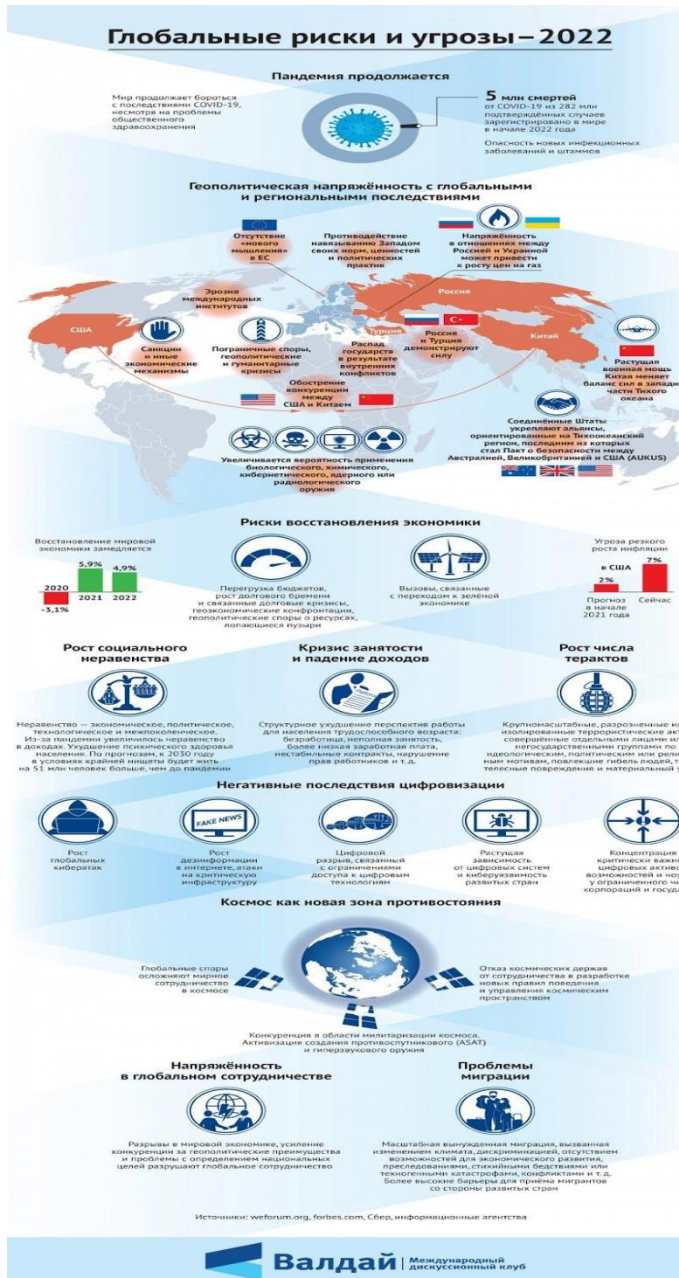 Глобальные риски и угрозы–2022
Пандемия продолжается
Мир продолжает бороться
с последствиями COVID-19,
несмотря на проблемы
общественного
здравоохранения
5 млн смертей
от COVID-19 из 282 млн
подтверждённых случаев
зарегистрировано в мире
в начале 2022 года
Опасность новых инфекционных
заболеваний и штаммов
Геополитическая напряжённость с глобальными
и региональными последствиями
Отсутствие
«нового
мышления»
в ЕС
Противодействие
навязыванию Западом
своих норм, ценностей
и политических
практик
Напряжённость
в отношениях между
Россией и Украиной
может привести
к росту цен на газ
Эрозия
международных
институтов
Россия
США
Турция
Китай
Санкции
и иные
экономические
механизмы
Пограничные споры,
геополитические
и гуманитарные
кризисы
Распад
государств
в результате
внутренних
конфликтов
Россия
и Турция
демонстрируют
силу
Растущая
военная мощь
Китая меняет
баланс сил в западн
части Тихого
океана
Обострение
конкуренции
между
США и Китаем
Соединённые Штаты
укрепляют альянсы,
ориентированные на Тихоокеанский
регион, последним из которых
стал Пакт о безопасности между
Австралией, Великобританией и США (AUKUS)
Увеличивается вероятность применения
биологического, химического,
кибернетического, ядерного или
радиологического
оружия
Риски восстановления экономики
Восстановление мировой
экономики замедляется
2020
-3,1%
5,9%
2021
4,9%
2022
Перегрузка бюджетов,
рост долгового бремени
и связанные долговые кризисы,
геоэкономические конфронтации,
геополитические споры о ресурсах,
лопающиеся пузыри
Вызовы, связанные
с переходом к зелёной
экономике
Угроза резкого
роста инфляции
в США
2%
7%
Прогноз
в начале
2021 года
Сейчас
Рост социального
неравенства
Неравенство — экономическое, политическое,
технологическое и межпоколенческое.
Из-за пандемии увеличилось неравенство
в доходах. Ухудшение психического здоровья
населения. По прогнозам, к 2030 году
в условиях крайней нищеты будет жить
на 51 млн человек больше, чем до пандемии
Кризис занятости
и падение доходов
Структурное ухудшение перспектив работы
для населения трудоспособного возраста:
безработица, неполная занятость,
более низкая заработная плата,
нестабильные контракты, нарушение
прав работников и т. д.
Рост числа
терактов
Крупномасштабные, разрозненные ил
изолированные террористические акт
совершённые отдельными лицами ил
негосударственными группами по
идеологическим, политическим или рели
ным мотивам, повлекшие гибель людей, т
телесные повреждения и материальный у
Негативные последствия цифровизации
FAKE NEWS
Рост
глобальных
кибератак
Рост
дезинформации
в интернете, атаки
на критическую
инфраструктуру
Цифровой
разрыв, связанный
с ограничениями
доступа к цифровым
технологиям
Растущая
зависимость
от цифровых систем
и киберуязвимость
развитых стран
Концентрация
критически важны
цифровых активо
возможностей и ноу
у ограниченного чи
корпораций и госуда
Космос как новая зона противостояния
Глобальные споры
осложняют мирное
сотрудничество
в космосе
Отказ космических держав
от сотрудничества в разработке
новых правил поведения
и управления космическим
пространством
Конкуренция в области милитаризации космоса.
Активизация создания противоспутникового (ASAT)
и гиперзвукового оружия
Напряжённость
в глобальном сотрудничестве
Разрывы в мировой экономике, усиление
конкуренции за геополитические преимущества
и проблемы с определением национальных
целей разрушают глобальное сотрудничество
Проблемы
миграции
Масштабная вынужденная миграция, вызванная
изменением климата, дискриминацией, отсутствием
возможностей для экономического развития,
преследованиями, стихийными бедствиями или
техногенными катастрофами, конфликтами и т. д.
Более высокие барьеры для приёма мигрантов
со стороны развитых стран
Источники: weforum.org, forbes.com, Сбер, информационные агентства
Валдай
Международный
дискуссионный клуб